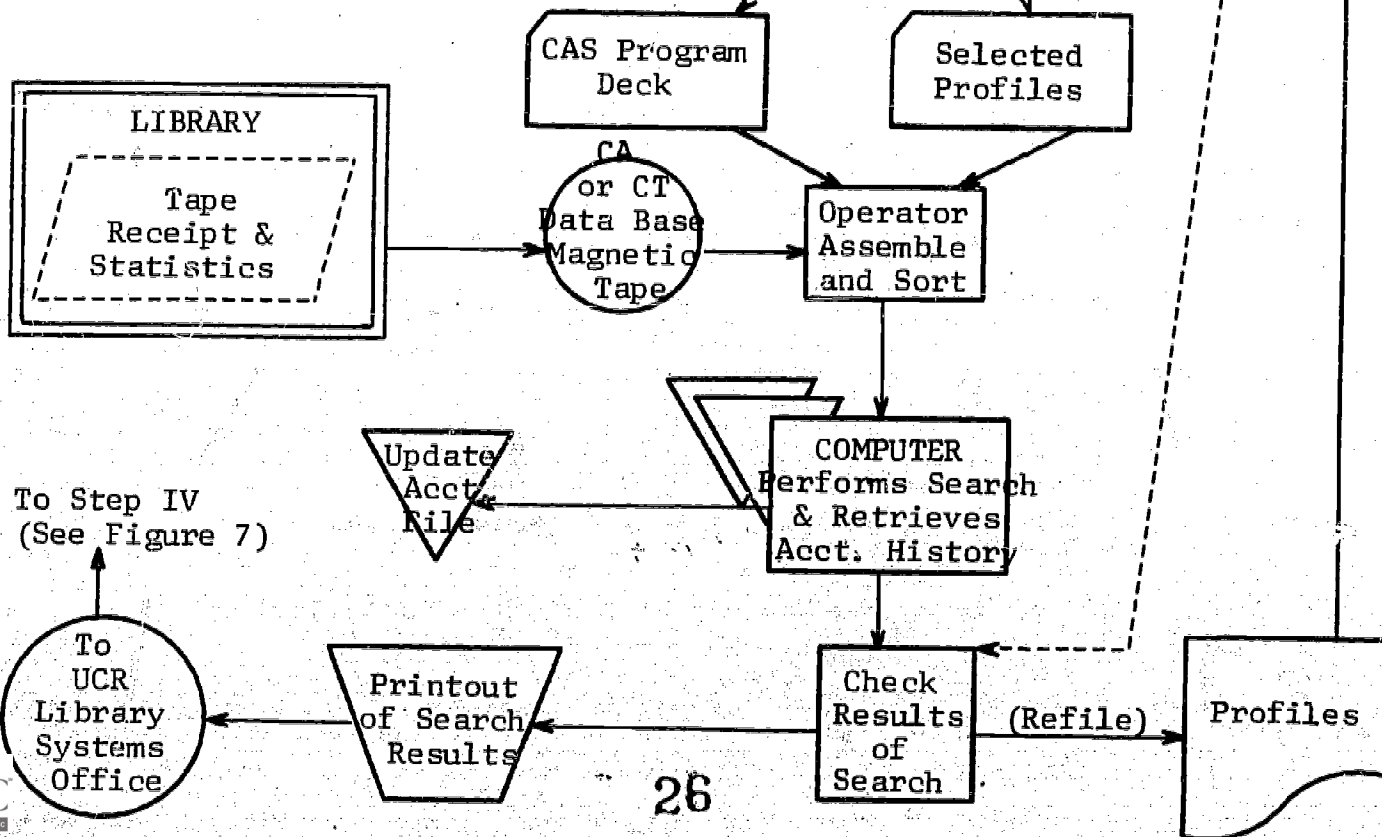 CAS Program
Deck
Selected
Profiles
LIBRARY
Tape
Receipt &
Statistics
CA
or CT
Data Base
Magnetic
Tape
Operator
Assemble
and Sort
COMPUTER
Performs Search
& Retrieves
Acct. History
Update
Acct.
File
To Step IV
(See Figure 7)
To
UCR
Library
Systems
Office
Printout
of Search
Results
Check
Results
of
Search
(Refile)
Profiles
26